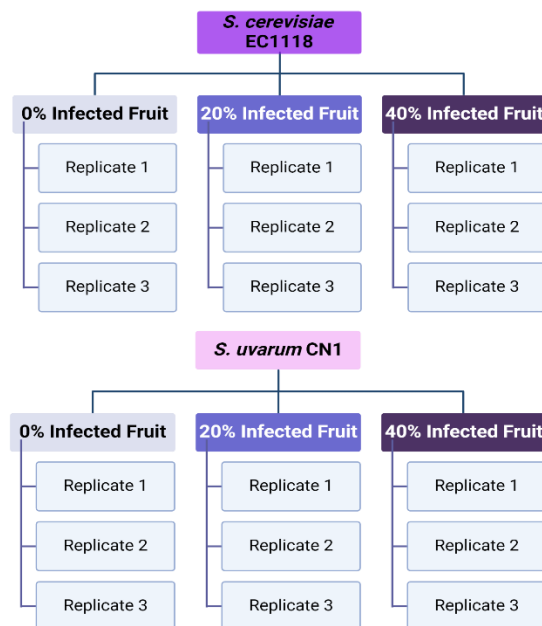 S. cerevisiae
EC1118
0% Infected Fruit 20% Infected Fruit 40% Infected Fruit
Replicate 1 Replicate 1 Replicate 1
Replicate 2 Replicate 2 Replicate 2
Replicate 3 Replicate 3 Replicate 3
S. uvarum CN1
0% Infected Fruit 20% Infected Fruit 40% Infected Fruit
Replicate 1 Replicate 1 Replicate 1
Replicate 2 Replicate 2 Replicate 2
Replicate 3 Replicate 3 Replicate 3